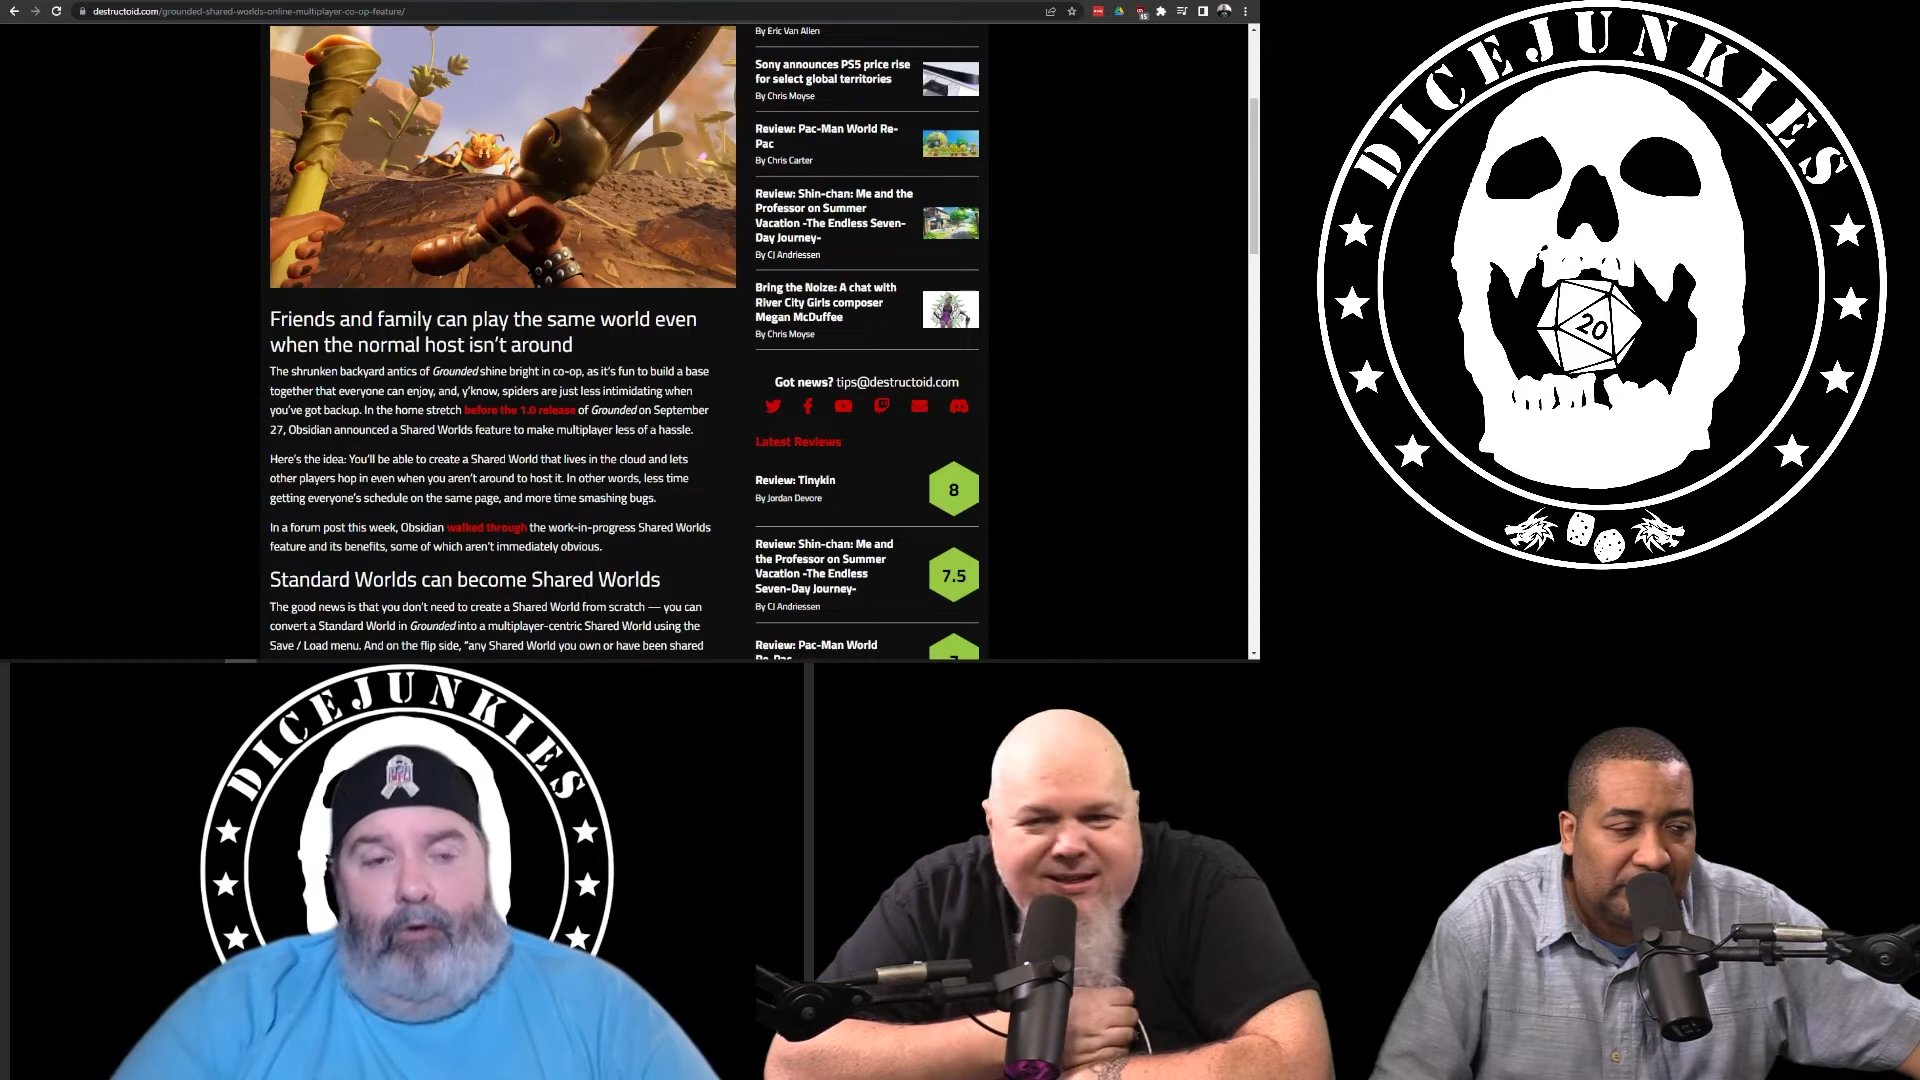 destructoid.com/grounded-shared-worlds-online-multiplayer-co-op-feature/
15
Friends and family can play the same world even
when the normal host isn’t around
The shrunken backyard antics of Grounded shine bright in co-op, as it’s fun to build a base
together that everyone can enjoy, and, y’know, spiders are just less intimidating when
you’ve got backup. In the home stretch before the 1.0 release of Grounded on September
27, Obsidian announced a Shared Worlds feature to make multiplayer less of a hassle.
Here’s the idea: You’ll be able to create a Shared World that lives in the cloud and lets
other players hop in even when you aren’t around to host it. In other words, less time
getting everyone’s schedule on the same page, and more time smashing bugs.
In a forum post this week, Obsidian walked through the work-in-progress Shared Worlds
feature and its benefits, some of which aren’t immediately obvious.
Standard Worlds can become Shared Worlds
The good news is that you don’t need to create a Shared World from scratch — you can
convert a Standard World in Grounded into a multiplayer-centric Shared World using the
Save / Load menu. And on the flip side, “any Shared World you own or have been shared
By Eric Van Allen
Sony announces PS5 price rise
for select global territories
By Chris Moyse
Review: Pac-Man World Re-
Pac
By Chris Carter
Review: Shin-chan: Me and the
Professor on Summer
Vacation -The Endless Seven-
Day Journey-
By CJ Andriessen
Bring the Noize: A chat with
River City Girls composer
Megan McDuffee
By Chris Moyse
Got news? tips@destructoid.com
Latest Reviews
Review: Tinykin
By Jordan Devore
8
Review: Shin-chan: Me and
the Professor on Summer
Vacation -The Endless
Seven-Day Journey-
By CJ Andriessen
7.5
Review: Pac-Man World
Re-Pac
7
DICEJUNKIES
20
DICEJUNKIES
NFL